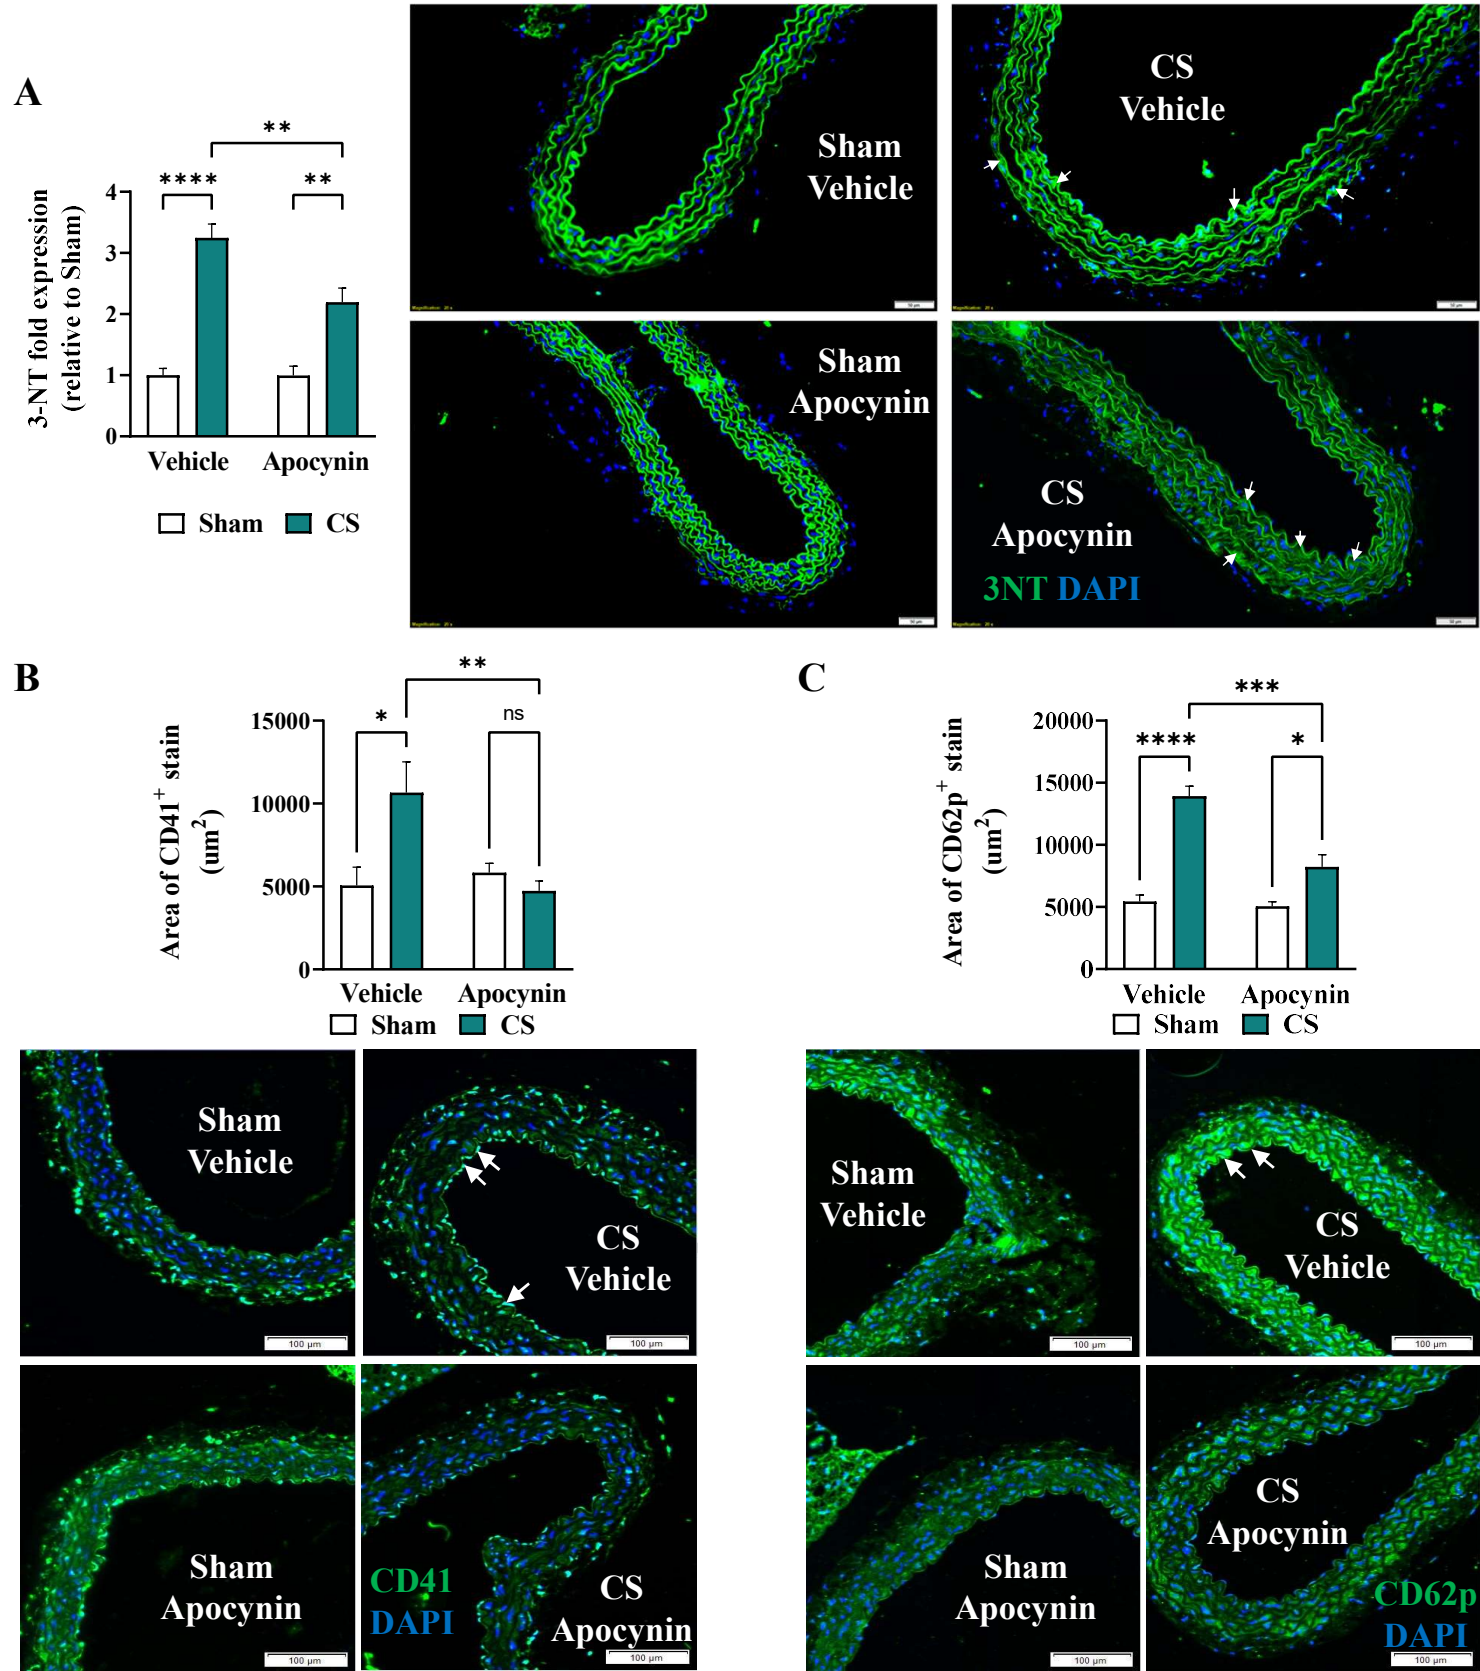 A
**
****
**
4
3
2
1
0
3-NT fold expression
(relative to Sham)
Vehicle
Apocynin
Sham
CS
Sham
Vehicle
CS
Vehicle
Sham
Apocynin
CS
Apocynin
3NT DAPI
B
**
*
ns
15000
10000
5000
0
Area of CD41+ stain
(um2)
Vehicle
Apocynin
Sham
CS
C
***
****
*
20000
15000
10000
5000
0
Area of CD62p+ stain
(um2)
Vehicle
Apocynin
Sham
CS
Sham
Vehicle
100 µm
CS
Vehicle
100 µm
Sham
Apocynin
100 µm
CD41
DAPI
CS
Apocynin
100 µm
Sham
Vehicle
100 µm
CS
Vehicle
100 µm
Sham
Apocynin
100 µm
CS
Apocynin
CD62p
DAPI
100 µm